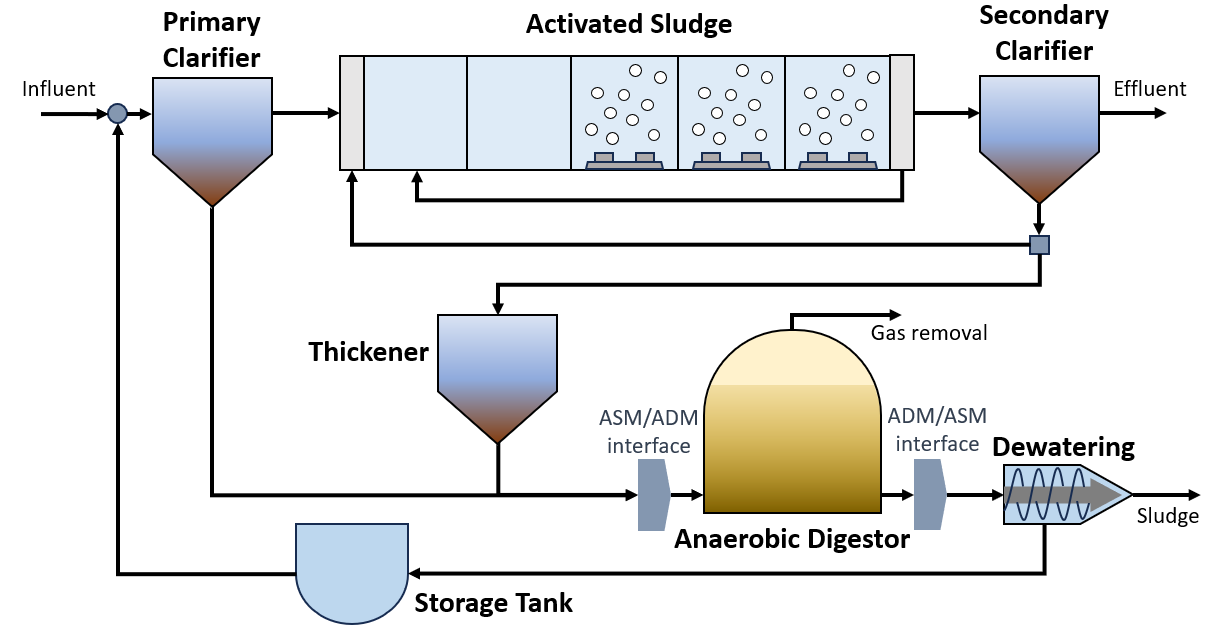 Primary
Clarifier
Activated Sludge
Secondary
Clarifier
Influent
Effluent
Thickener
Gas removal
ASM/ADM
interface
ADM/ASM
interface
Dewatering
Sludge
Anaerobic Digestor
Storage Tank